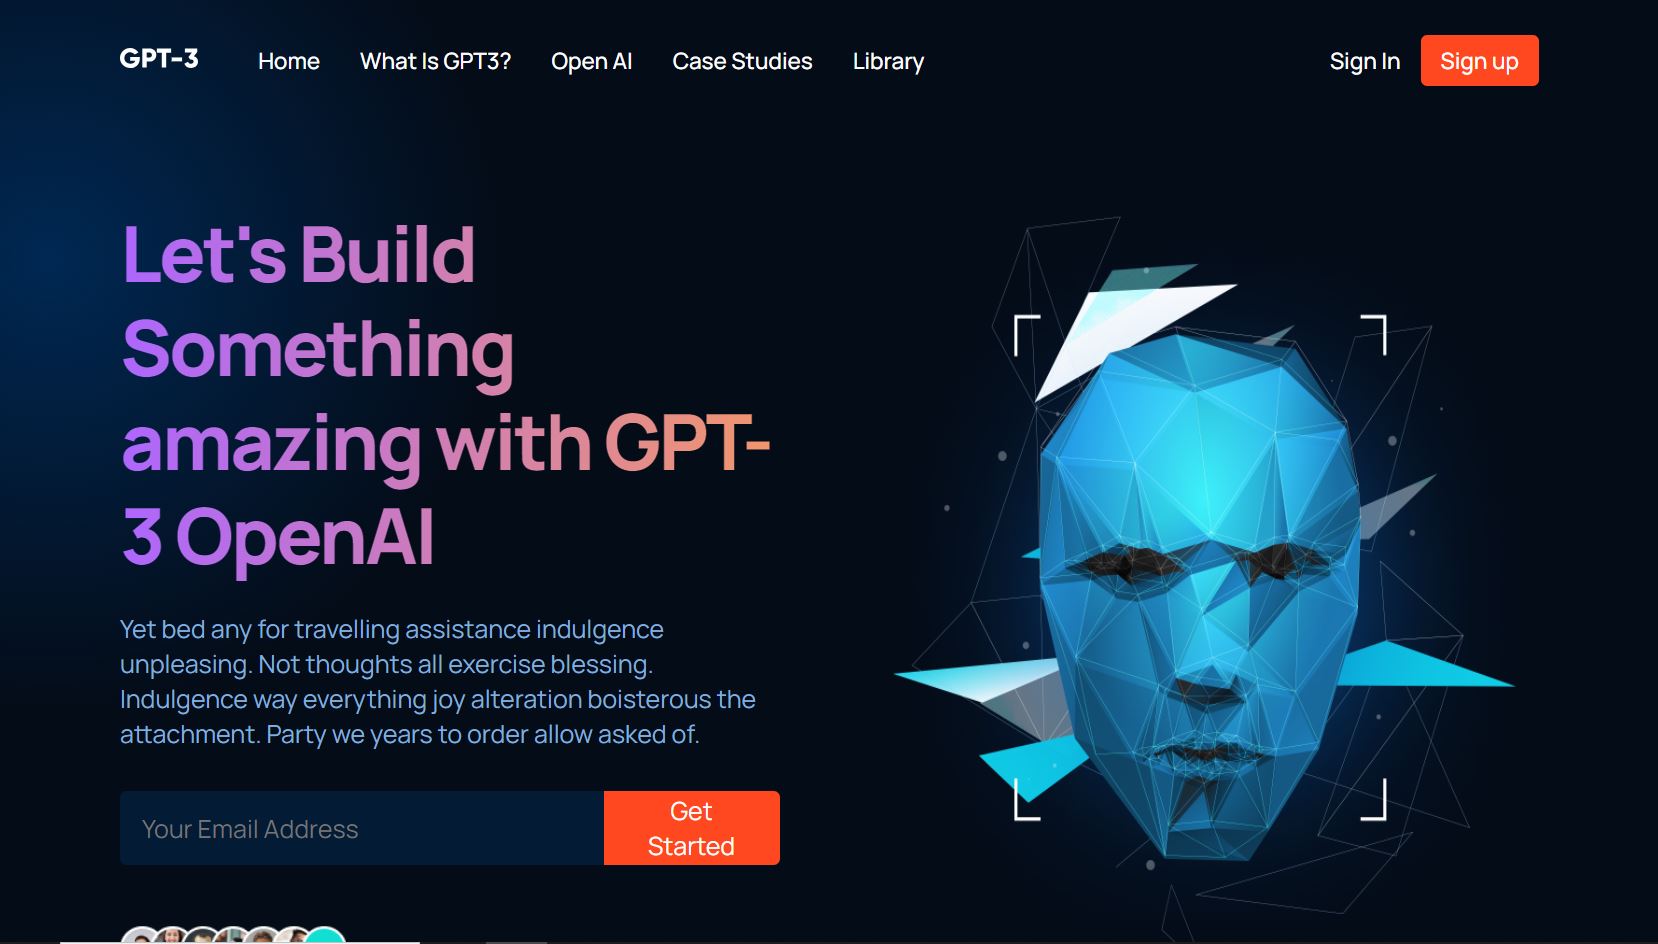 GPT-3
Home
What Is GPT3?
Open AI
Case Studies
Library
Sign In
Sign up
Let's Build
Something
amazing with GPT-
3 OpenAI
Yet bed any for travelling assistance indulgence
unpleasing. Not thoughts all exercise blessing.
Indulgence way everything joy alteration boisterous the
attachment. Party we years to order allow asked of.
Your Email Address
Get
Started